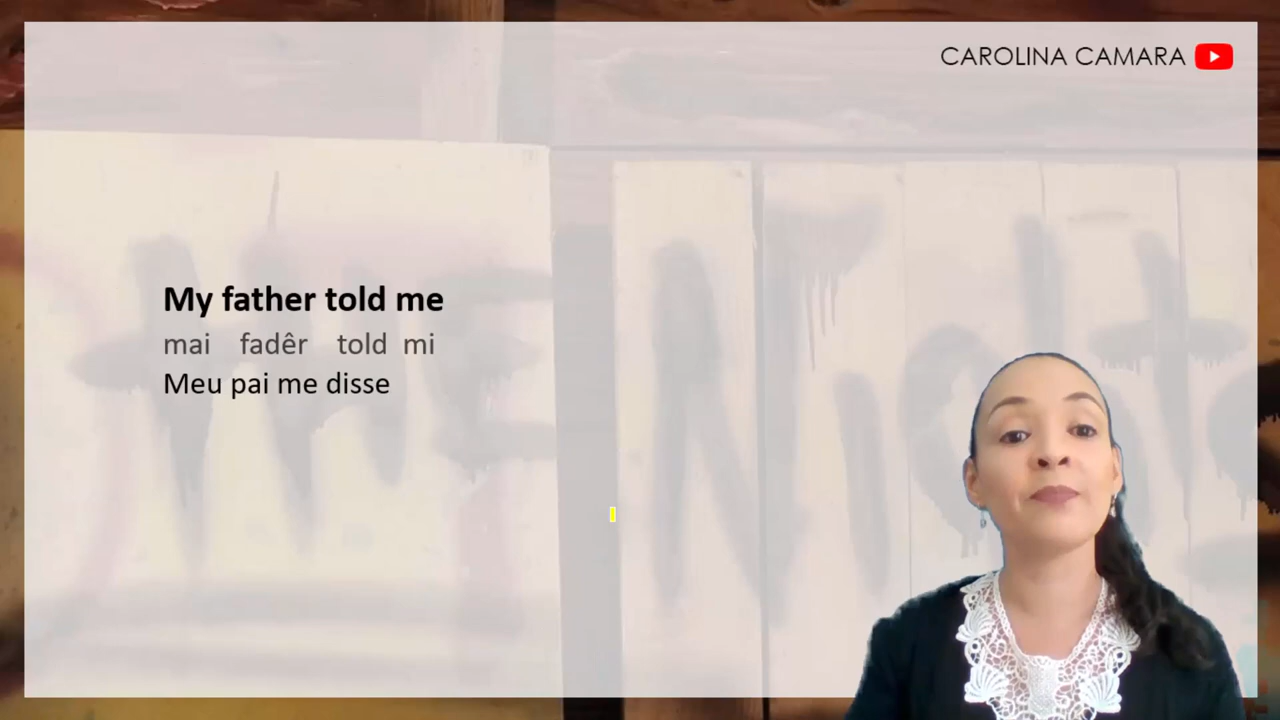 CAROLINA CAMARA
My father told me
mai fadêr told mi
Meu pai me disse